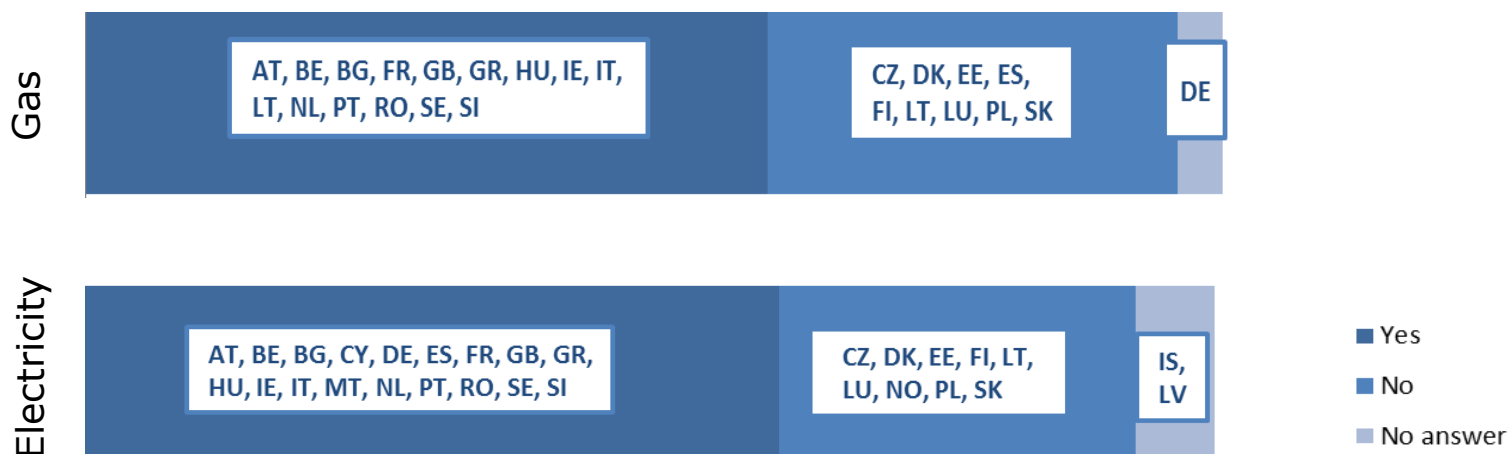 Gas
AT, BE, BG, FR, GB, GR, HU, IE, IT,
LT, NL, PT, RO, SE, SI
CZ, DK, EE, ES,
FI, LT, LU, PL, SK
DE
Electricity
AT, BE, BG, CY, DE, ES, FR, GB, GR,
HU, IE, IT, MT, NL, PT, RO, SE, SI
CZ, DK, EE, FI, LT,
LU, NO, PL, SK
IS,
LV
Yes
No
No answer